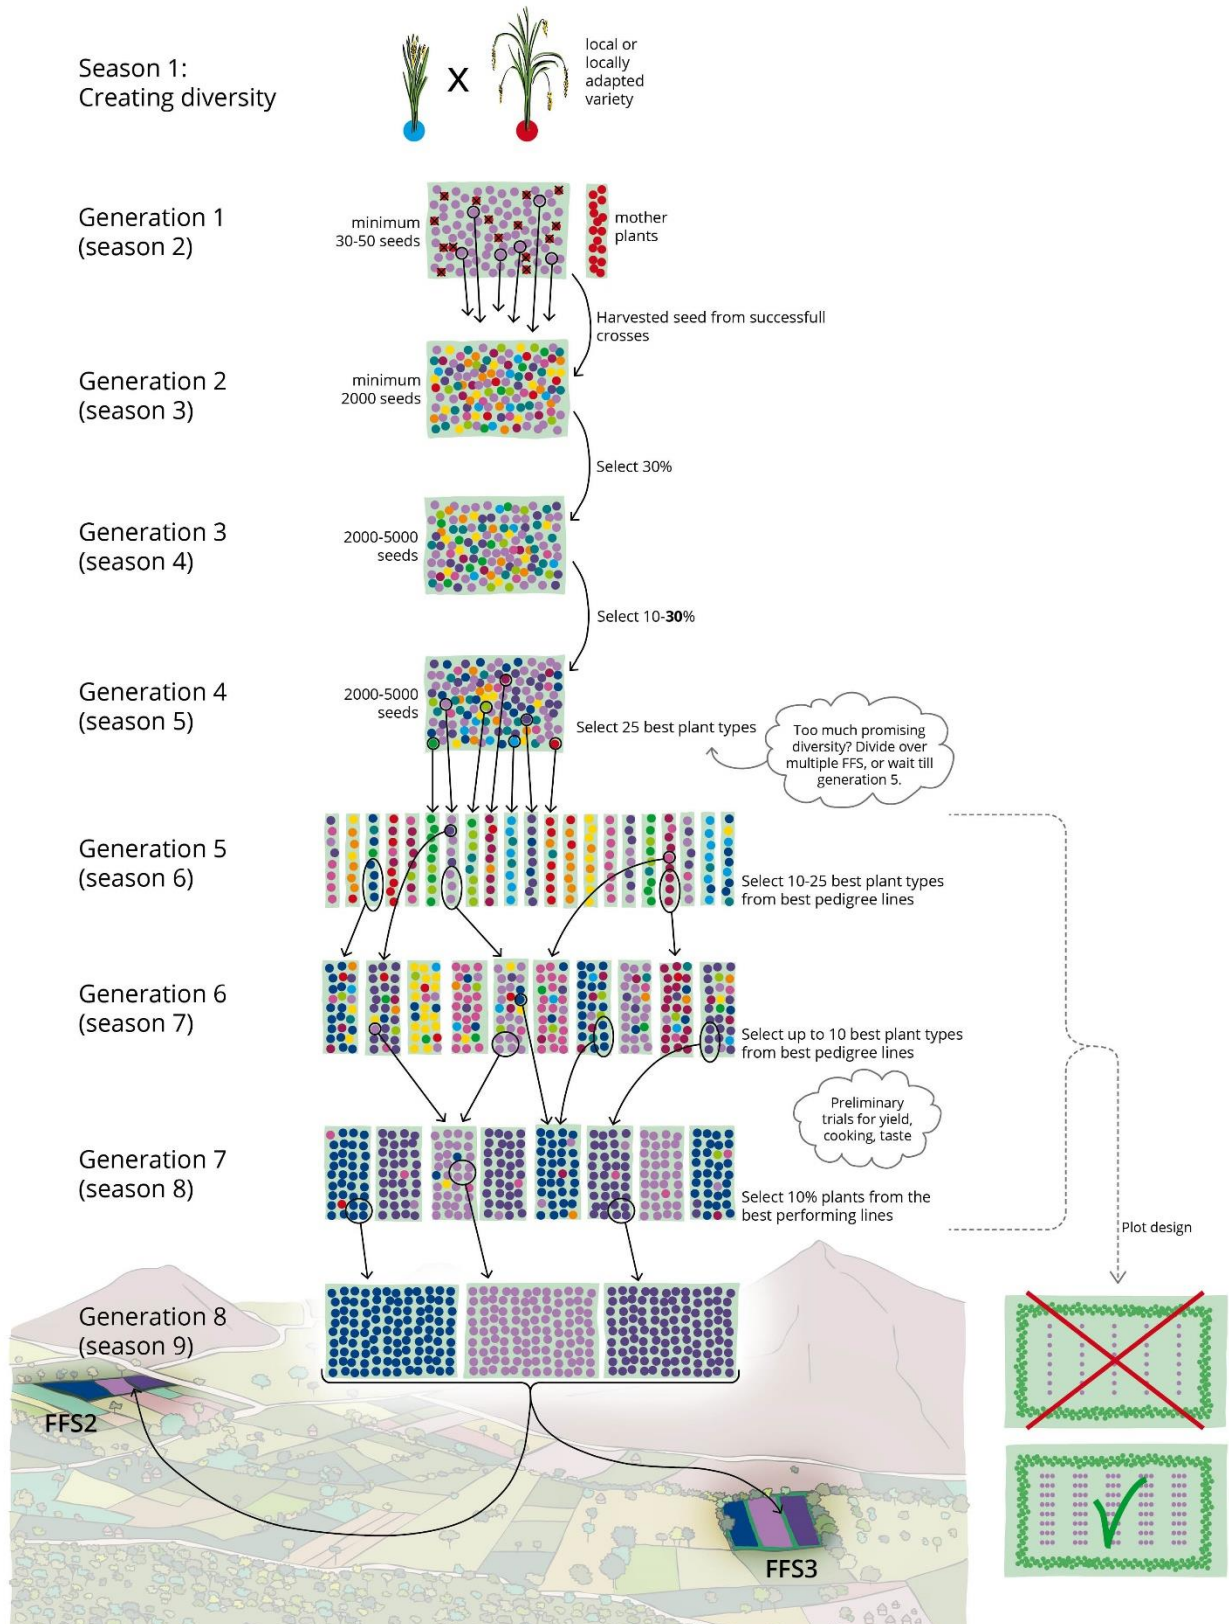 Season 1:
Creating diversity
X
local or
locally
adapted
variety
Generation 1
(season 2)
minimum
30-50 seeds
mother
plants
Harvested seed from successfull
crosses
Generation 2
(season 3)
minimum
2000 seeds
Select 30%
Generation 3
(season 4)
2000-5000
seeds
Select 10-30%
Generation 4
(season 5)
2000-5000
seeds
Select 25 best plant types
Too much promising
diversity? Divide over
multiple FFS, or wait till
generation 5.
Generation 5
(season 6)
Select 10-25 best plant types
from best pedigree lines
Generation 6
(season 7)
Select up to 10 best plant types
from best pedigree lines
Preliminary
trials for yield,
cooking, taste
Generation 7
(season 8)
Select 10% plants from the
best performing lines
Plot design
Generation 8
(season 9)
FFS2
FFS3